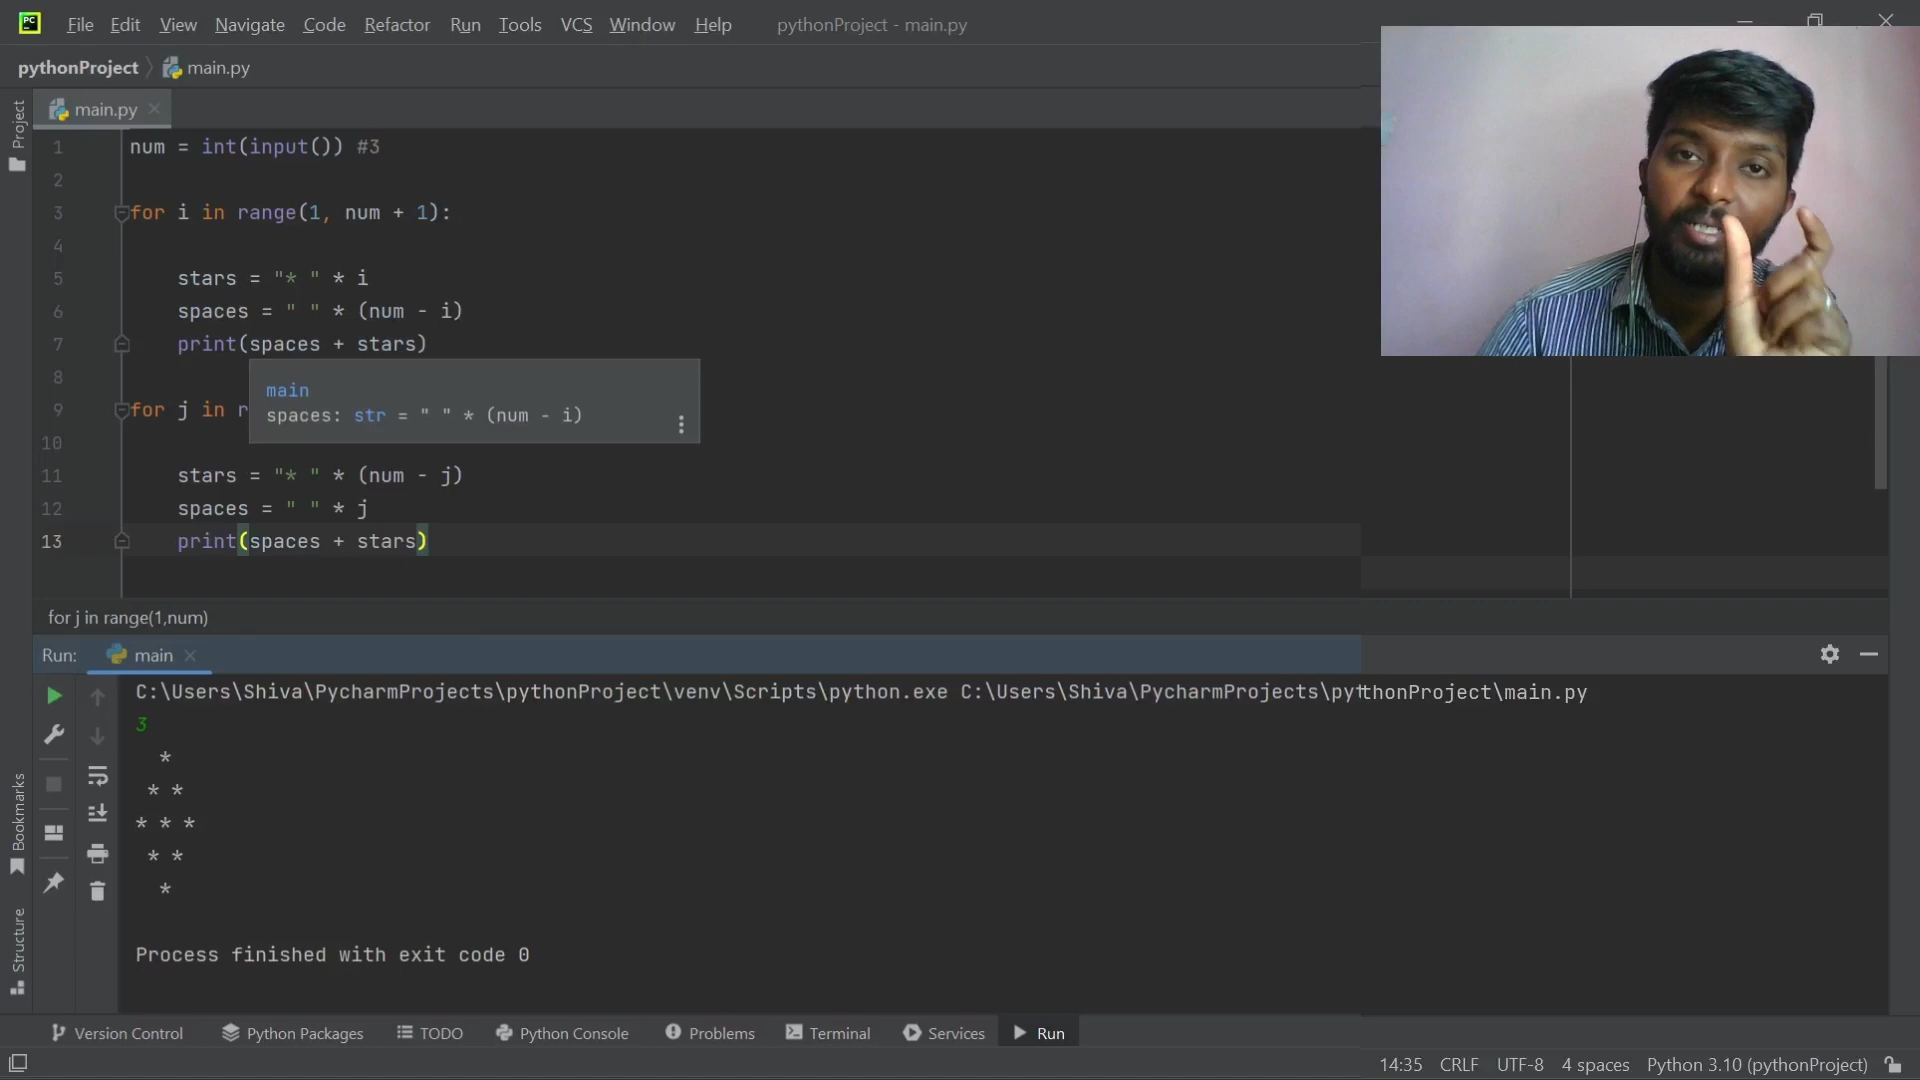 PC File Edit View Navigate Code Refactor Run Tools VCS Window Help pythonProject - main.py
pythonProject main.py
Project
main.py
1 num = int(input()) #3
2
3 for i in range(1, num + 1):
4
5 stars = "* " * i
6 spaces = " " * (num - i)
7 print(spaces + stars)
8
main
9 for j in r
spaces: str = " " * (num - i)
10
11 stars = "* " * (num - j)
12 spaces = " " * j
13 print(spaces + stars)
for j in range(1,num)
Run: main
C:\Users\Shiva\PycharmProjects\pythonProject\venv\Scripts\python.exe C:\Users\Shiva\PycharmProjects\pythonProject\main.py
3
  *
 * *
* * *
 * *
  *
Bookmarks
Structure
Process finished with exit code 0
Version Control Python Packages TODO Python Console Problems Terminal Services Run
14:35 CRLF UTF-8 4 spaces Python 3.10 (pythonProject)